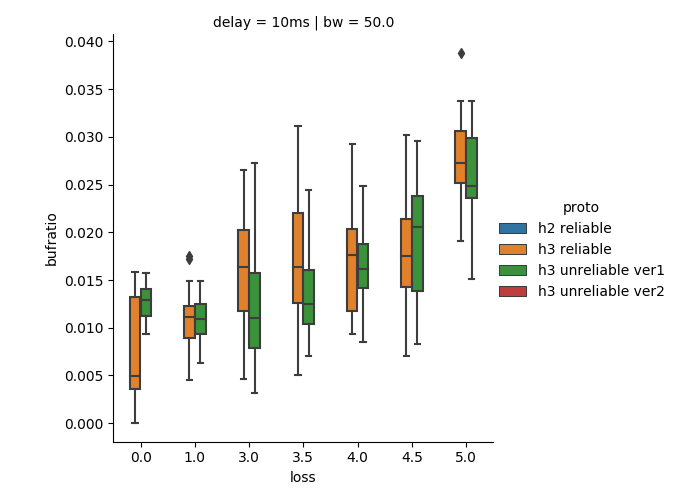 delay = 10ms | bw = 50.0
0.040
0.035
0.030
0.025
0.020
0.015
0.010
0.005
0.000
bufratio
0.0 1.0 3.0 3.5 4.0 4.5 5.0
loss
proto
h2 reliable
h3 reliable
h3 unreliable ver1
h3 unreliable ver2